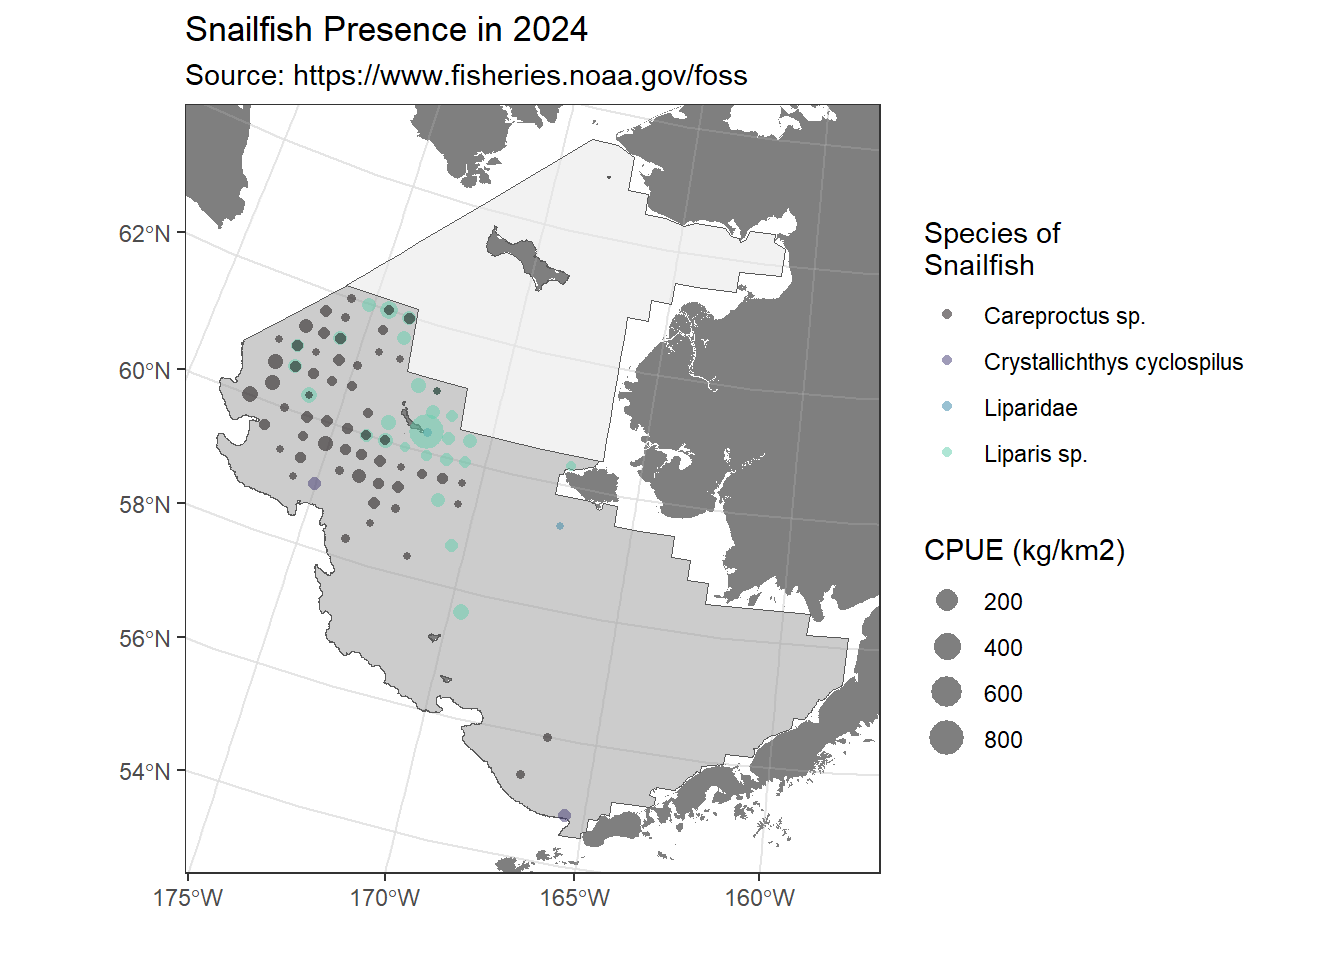 Snailfish Presence in 2024
Source: https://www.fisheries.noaa.gov/foss
62°N
60°N
58°N
56°N
54°N
175°W
170°W
165°W
160°W
Species of
Snailfish
Careproctus sp.
Crystallichthys cyclospilus
Liparidae
Liparis sp.
CPUE (kg/km2)
200
400
600
800